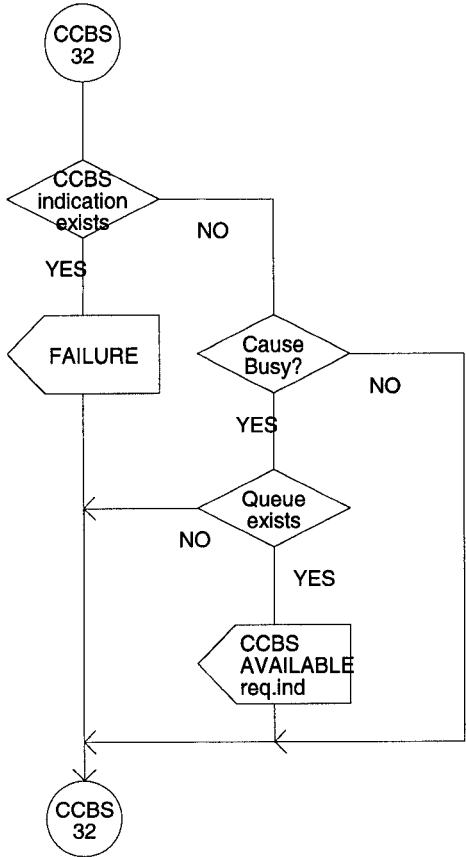 CCBS
32
CCBS
indication
exists
NO
YES
FAILURE
Cause
Busy?
NO
YES
Queue
exists
NO
YES
CCBS
AVAILABLE
req.ind
CCBS
32